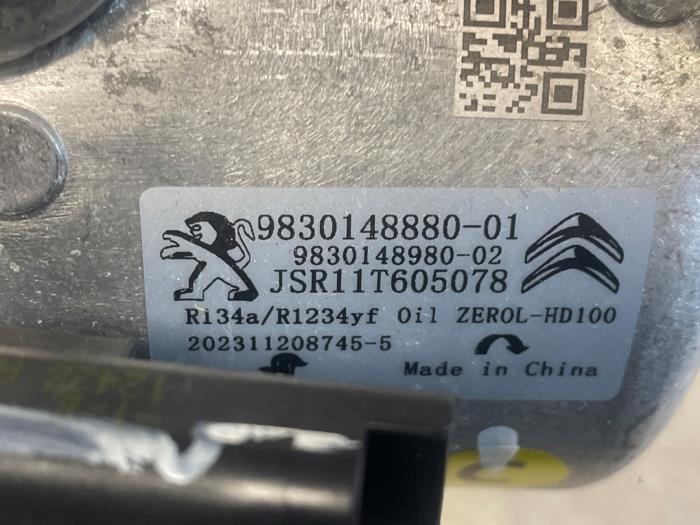 9830148880-01
9830148980-02
JSR11T605078
R134a/R1234yf Oil ZEROL-HD100
202311208745-5
Made in China